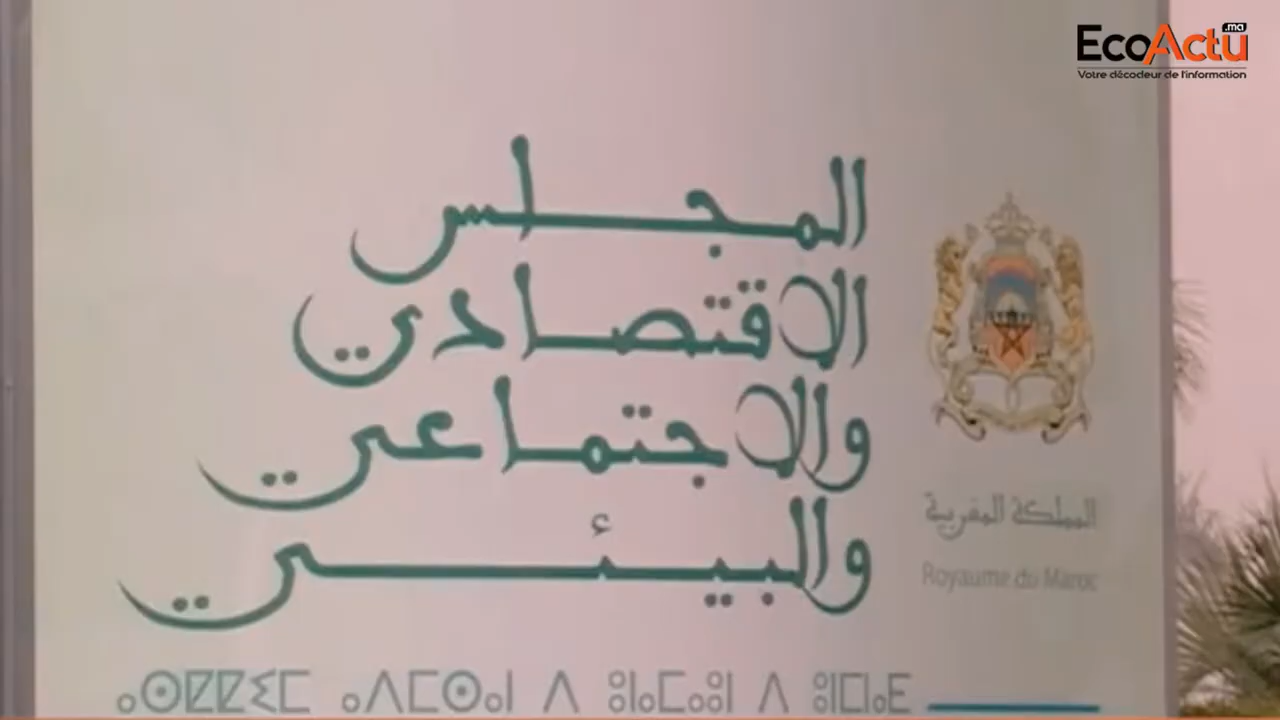 EcoActu.ma
Votre décodeur de l'information
المجلس
الاقتصادي
والاجتماعي
والبيئي
المملكة المغربية
Royaume du Maroc